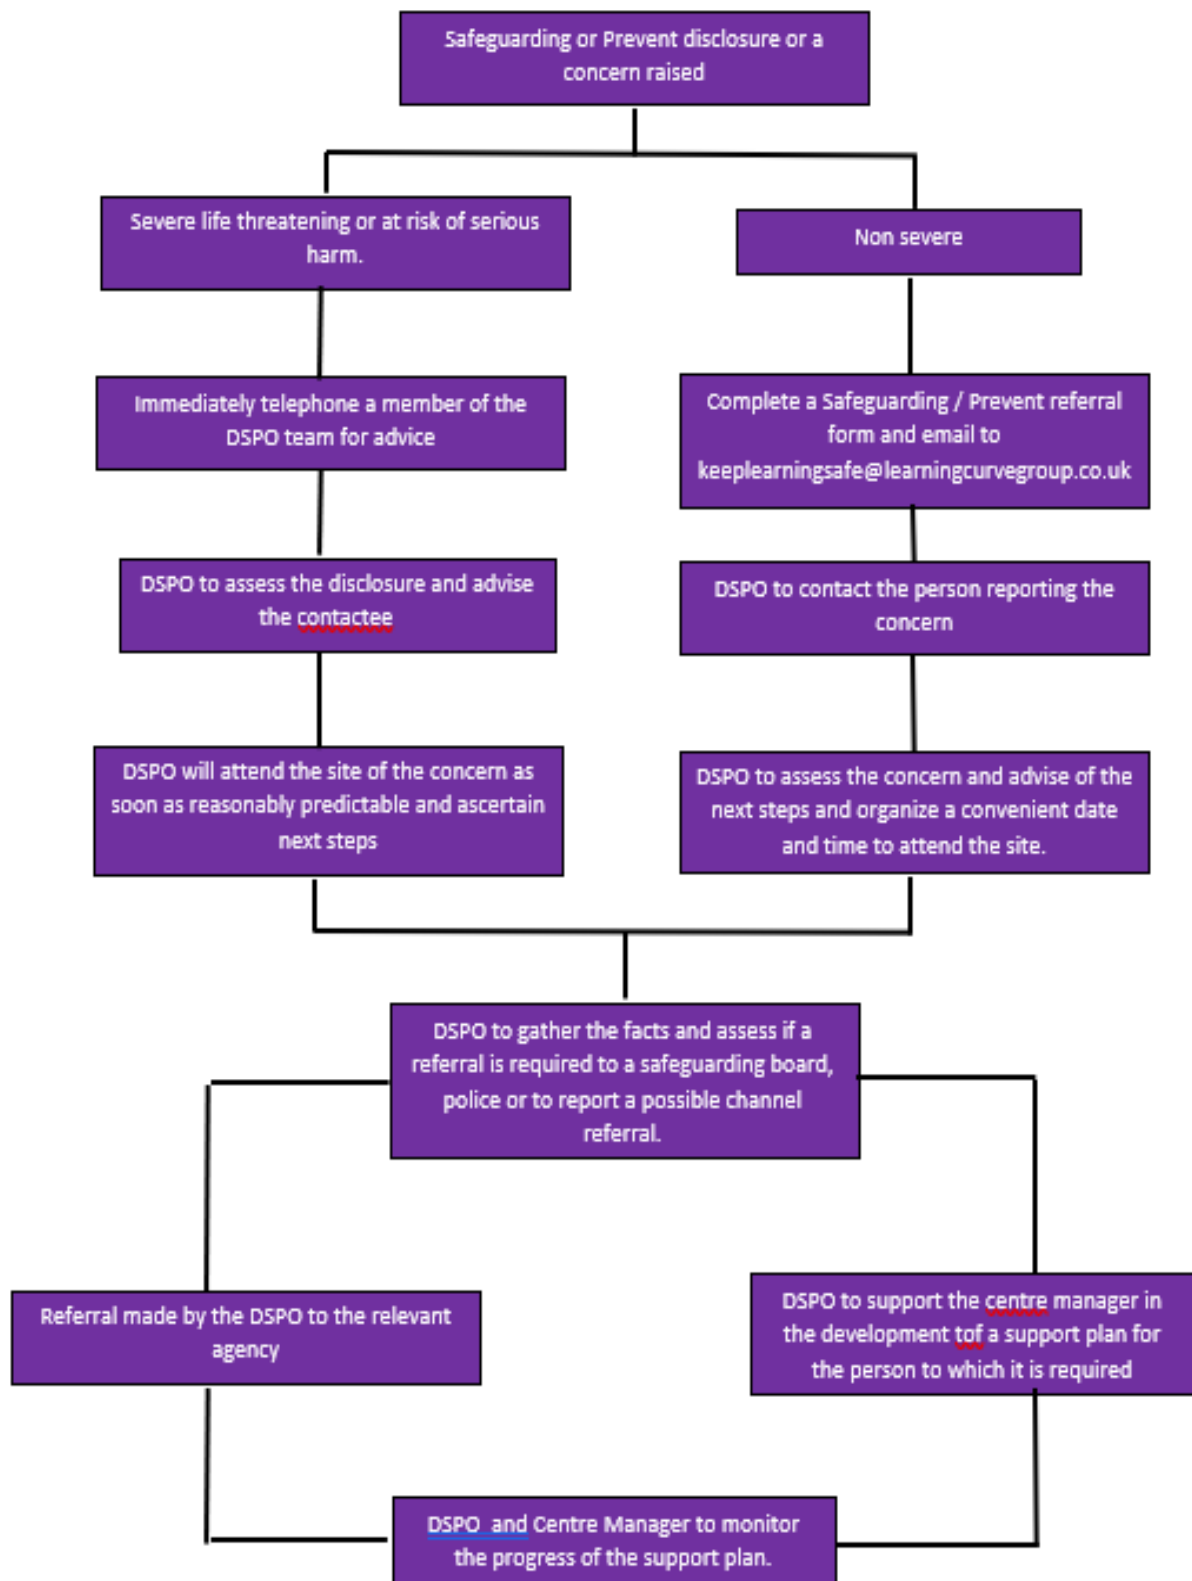 Safeguarding or Prevent disclosure or a
concern raised
Severe life threatening or at risk of serious
harm.
Non severe
Immediately telephone a member of the
DSPO team for advice
Complete a Safeguarding / Prevent referral
form and email to
keeplearningsafe@learningcurvegroup.co.uk
DSPO to assess the disclosure and advise
the contactee
DSPO to contact the person reporting the
concern
DSPO will attend the site of the concern as
soon as reasonably predictable and ascertain
next steps
DSPO to assess the concern and advise of the
next steps and organize a convenient date
and time to attend the site.
DSPO to gather the facts and assess if a
referral is required to a safeguarding board,
police or to report a possible channel
referral.
Referral made by the DSPO to the relevant
agency
DSPO to support the centre manager in
the development tof a support plan for
the person to which it is required
DSPO  and Centre Manager to monitor
the progress of the support plan.